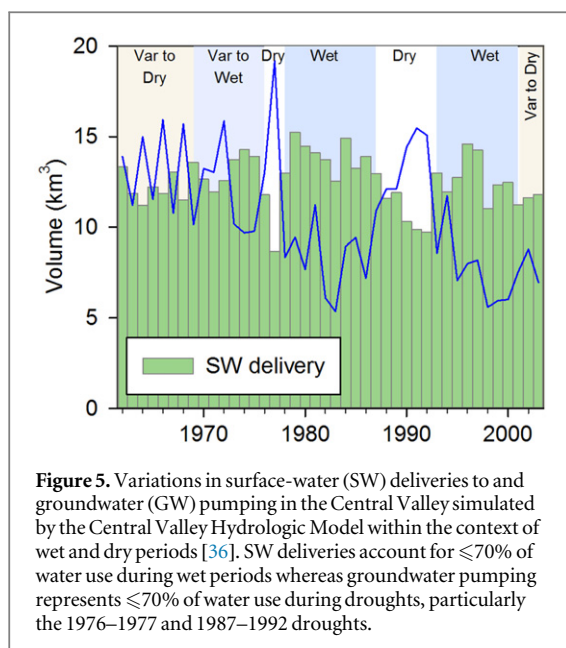 20
15
10
5
0
Volume (km³)
Var to
Dry
Var to
Wet
Dry
Wet
Dry
Wet
Var to Dry
SW delivery
1970 1980 1990 2000
Figure 5. Variations in surface-water (SW) deliveries to and
groundwater (GW) pumping in the Central Valley simulated
by the Central Valley Hydrologic Model within the context of
wet and dry periods [36]. SW deliveries account for ⩽70% of
water use during wet periods whereas groundwater pumping
represents ⩽70% of water use during droughts, particularly
the 1976–1977 and 1987–1992 droughts.